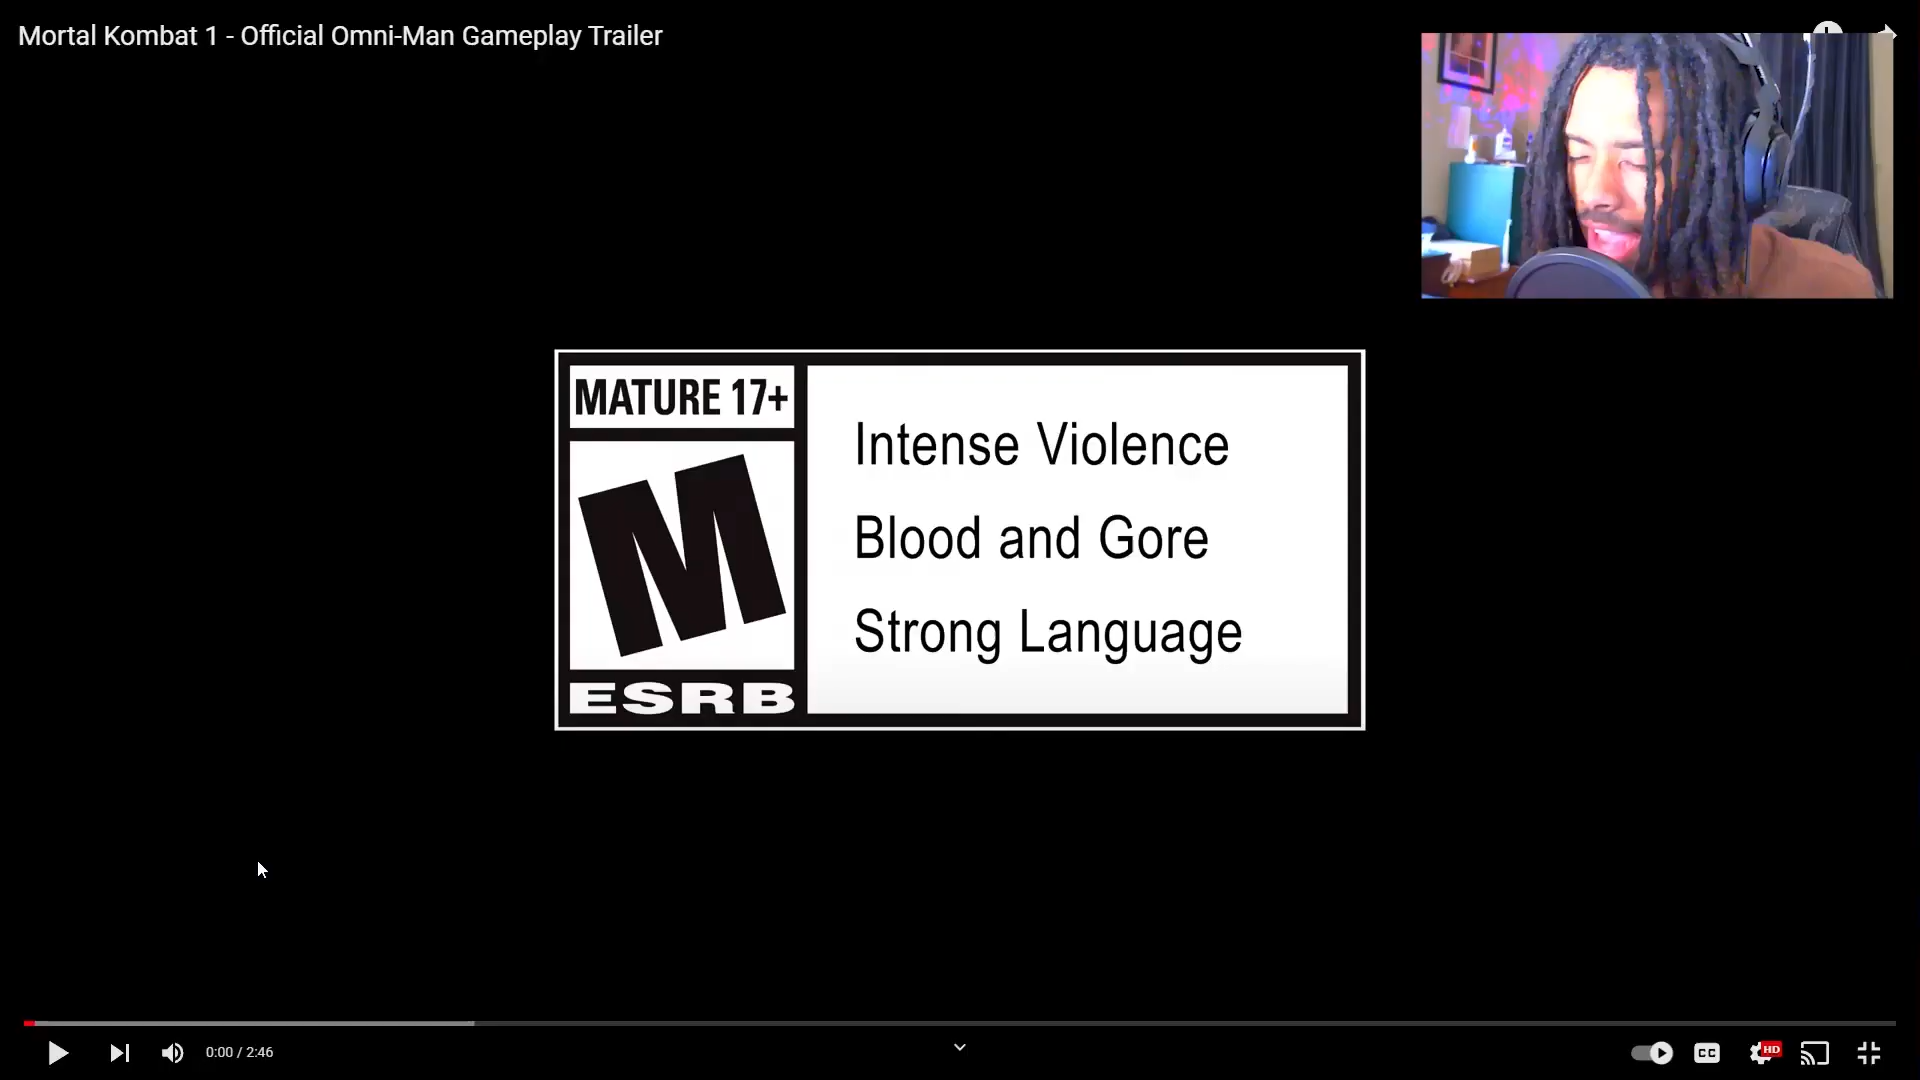 Mortal Kombat 1 - Official Omni-Man Gameplay Trailer
MATURE 17+
M
ESRB
Intense Violence
Blood and Gore
Strong Language
0:00 / 2:46
CC
HD